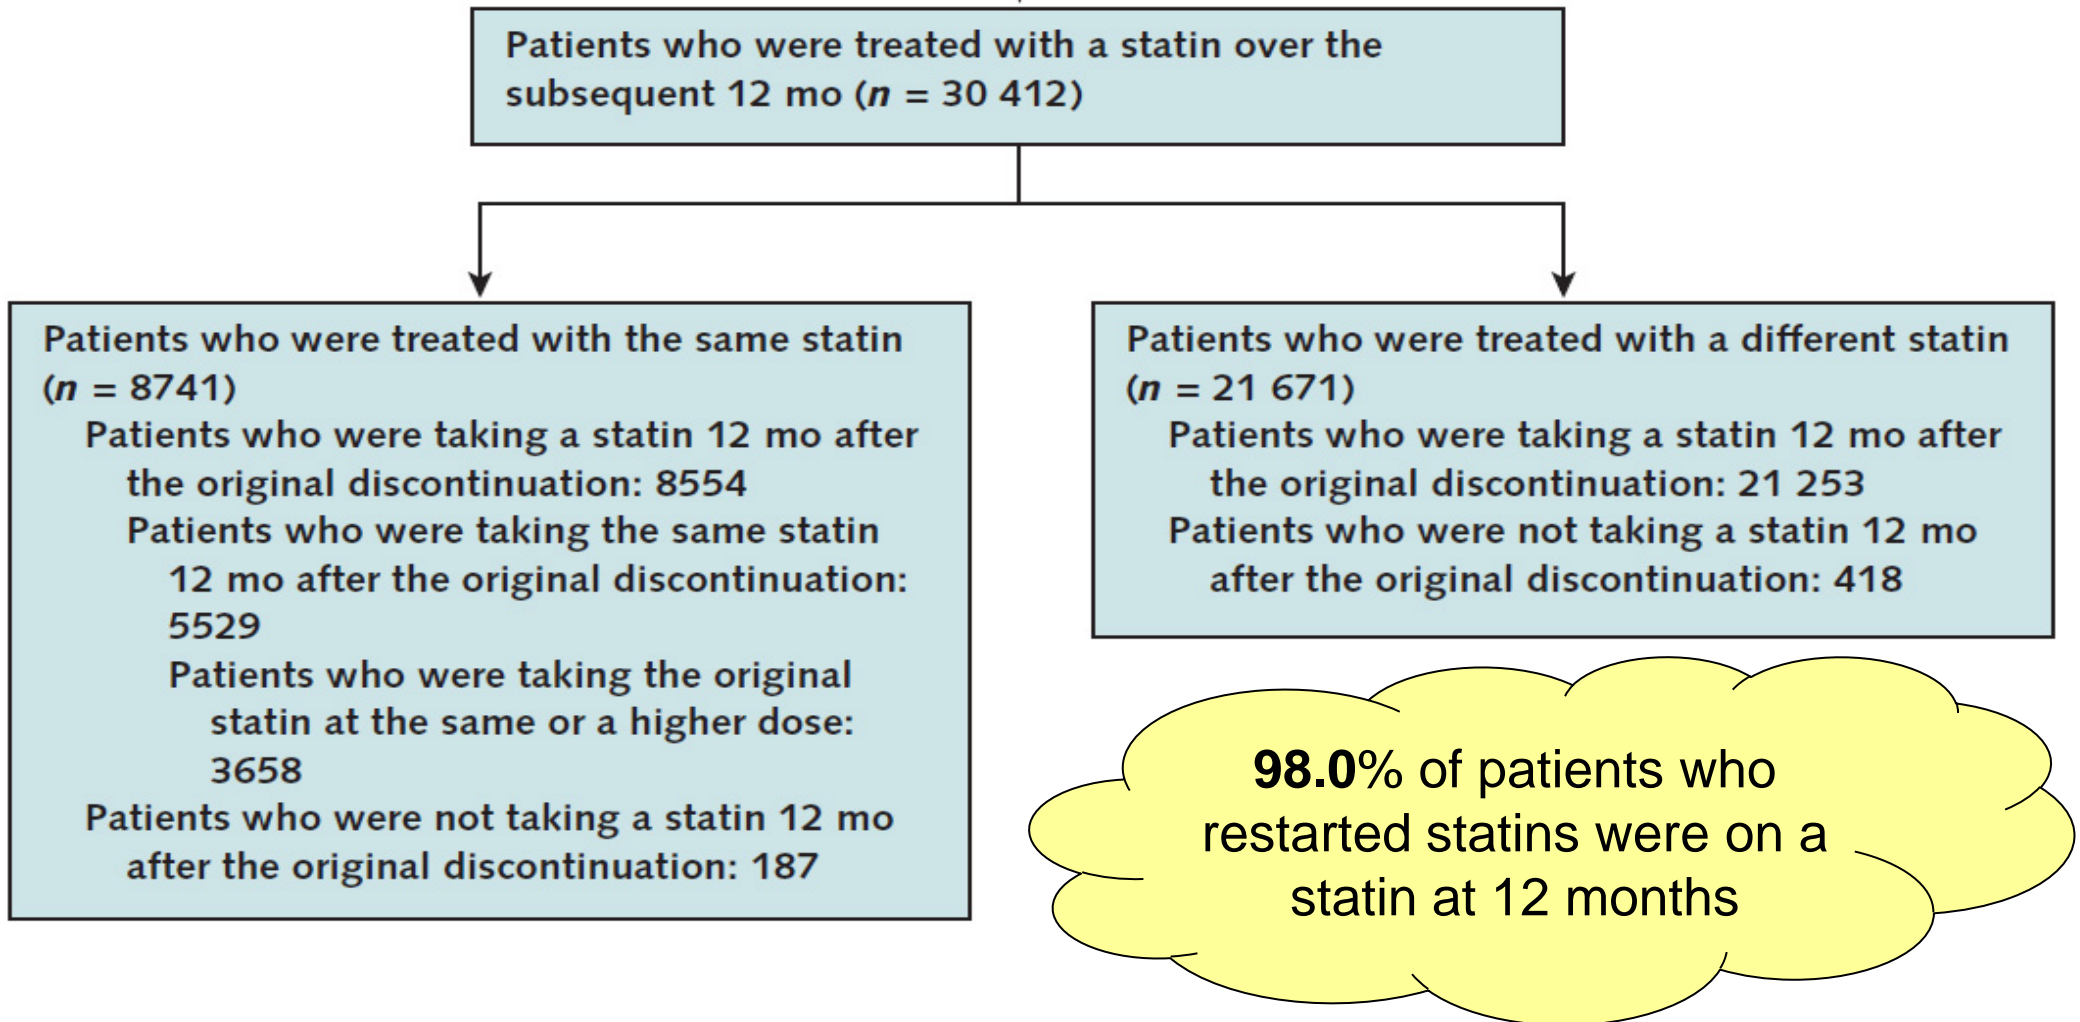 Patients who were treated with a statin over the
subsequent 12 mo (n = 30 412)
Patients who were treated with the same statin
(n = 8741)
Patients who were taking a statin 12 mo after
the original discontinuation: 8554
Patients who were taking the same statin
12 mo after the original discontinuation:
5529
Patients who were taking the original
statin at the same or a higher dose:
3658
Patients who were not taking a statin 12 mo
after the original discontinuation: 187
Patients who were treated with a different statin
(n = 21 671)
Patients who were taking a statin 12 mo after
the original discontinuation: 21 253
Patients who were not taking a statin 12 mo
after the original discontinuation: 418
98.0% of patients who
restarted statins were on a
statin at 12 months